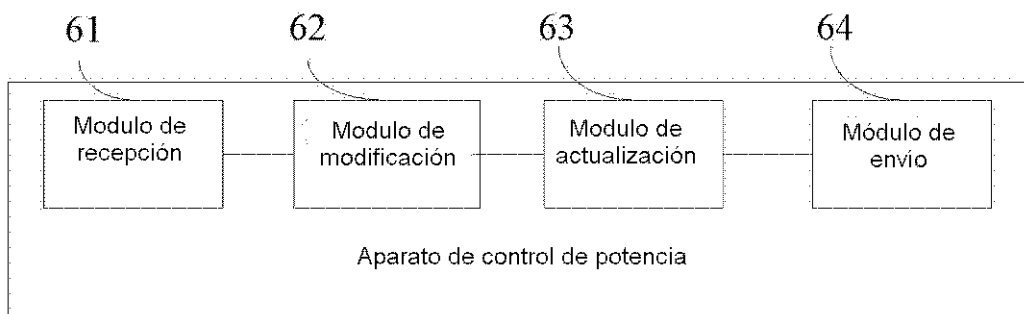 61 62 63 64
Modulo de
recepción
Modulo de
modificación
Modulo de
actualización
Módulo de
envío
Aparato de control de potencia